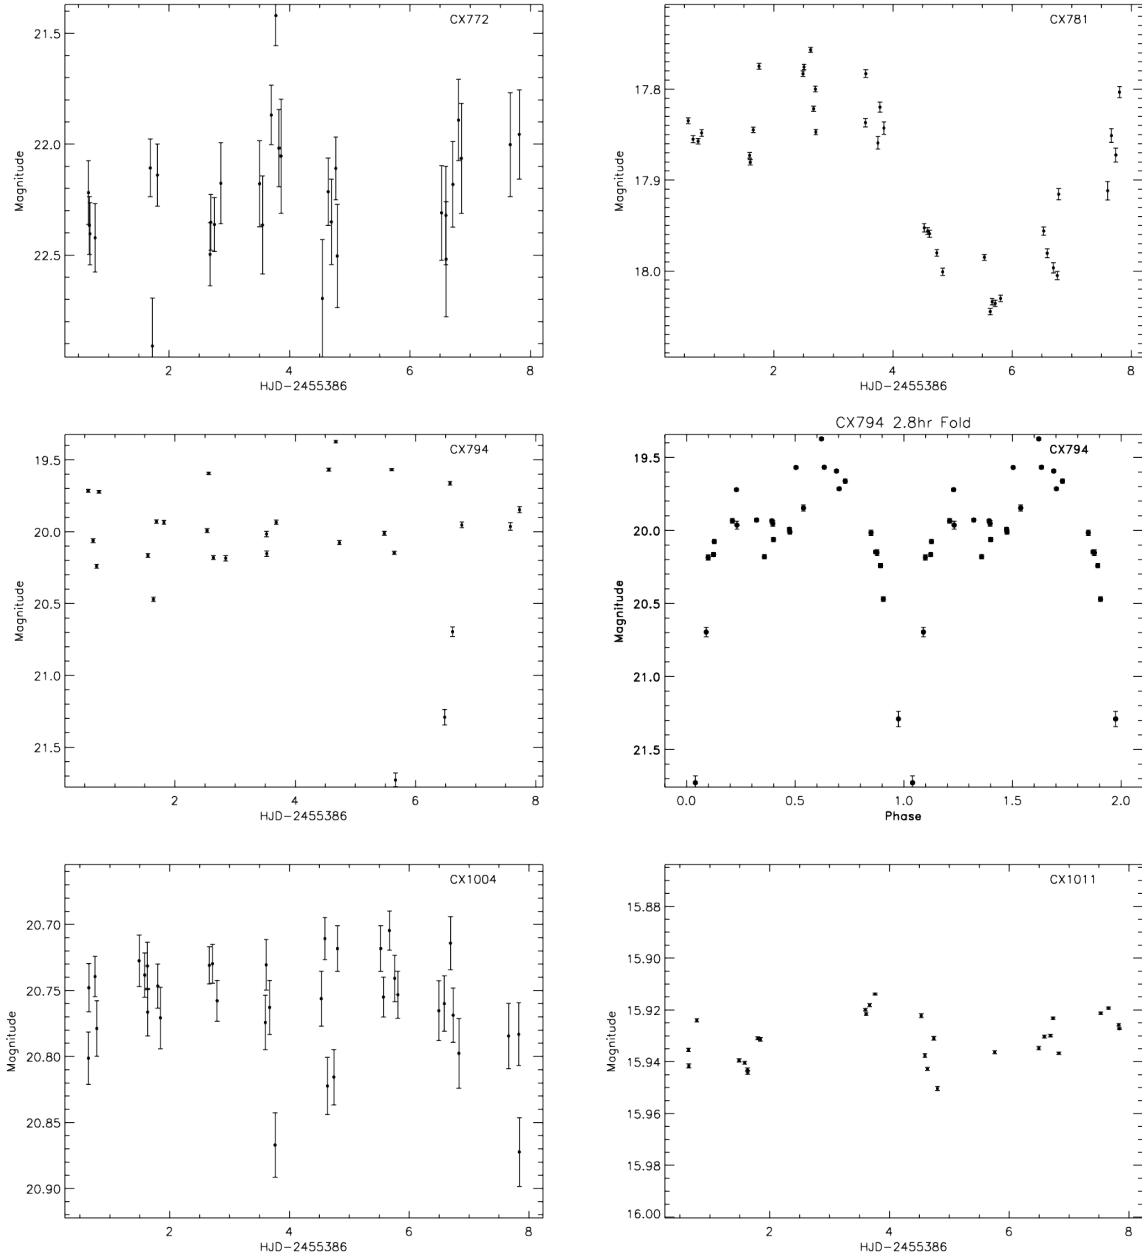 CX772
21.5
22.0
22.5
Magnitude
2 4 6 8
HJD-2455386
CX781
17.8
17.9
18.0
Magnitude
2 4 6 8
HJD-2455386
CX794
19.5
20.0
20.5
21.0
21.5
Magnitude
2 4 6 8
HJD-2455386
CX794 2.8hr Fold
CX794
19.5
20.0
20.5
21.0
21.5
Magnitude
0.0 0.5 1.0 1.5 2.0
Phase
CX1004
20.70
20.75
20.80
20.85
20.90
Magnitude
2 4 6 8
HJD-2455386
CX1011
15.88
15.90
15.92
15.94
15.96
15.98
16.00
Magnitude
2 4 6 8
HJD-2455386